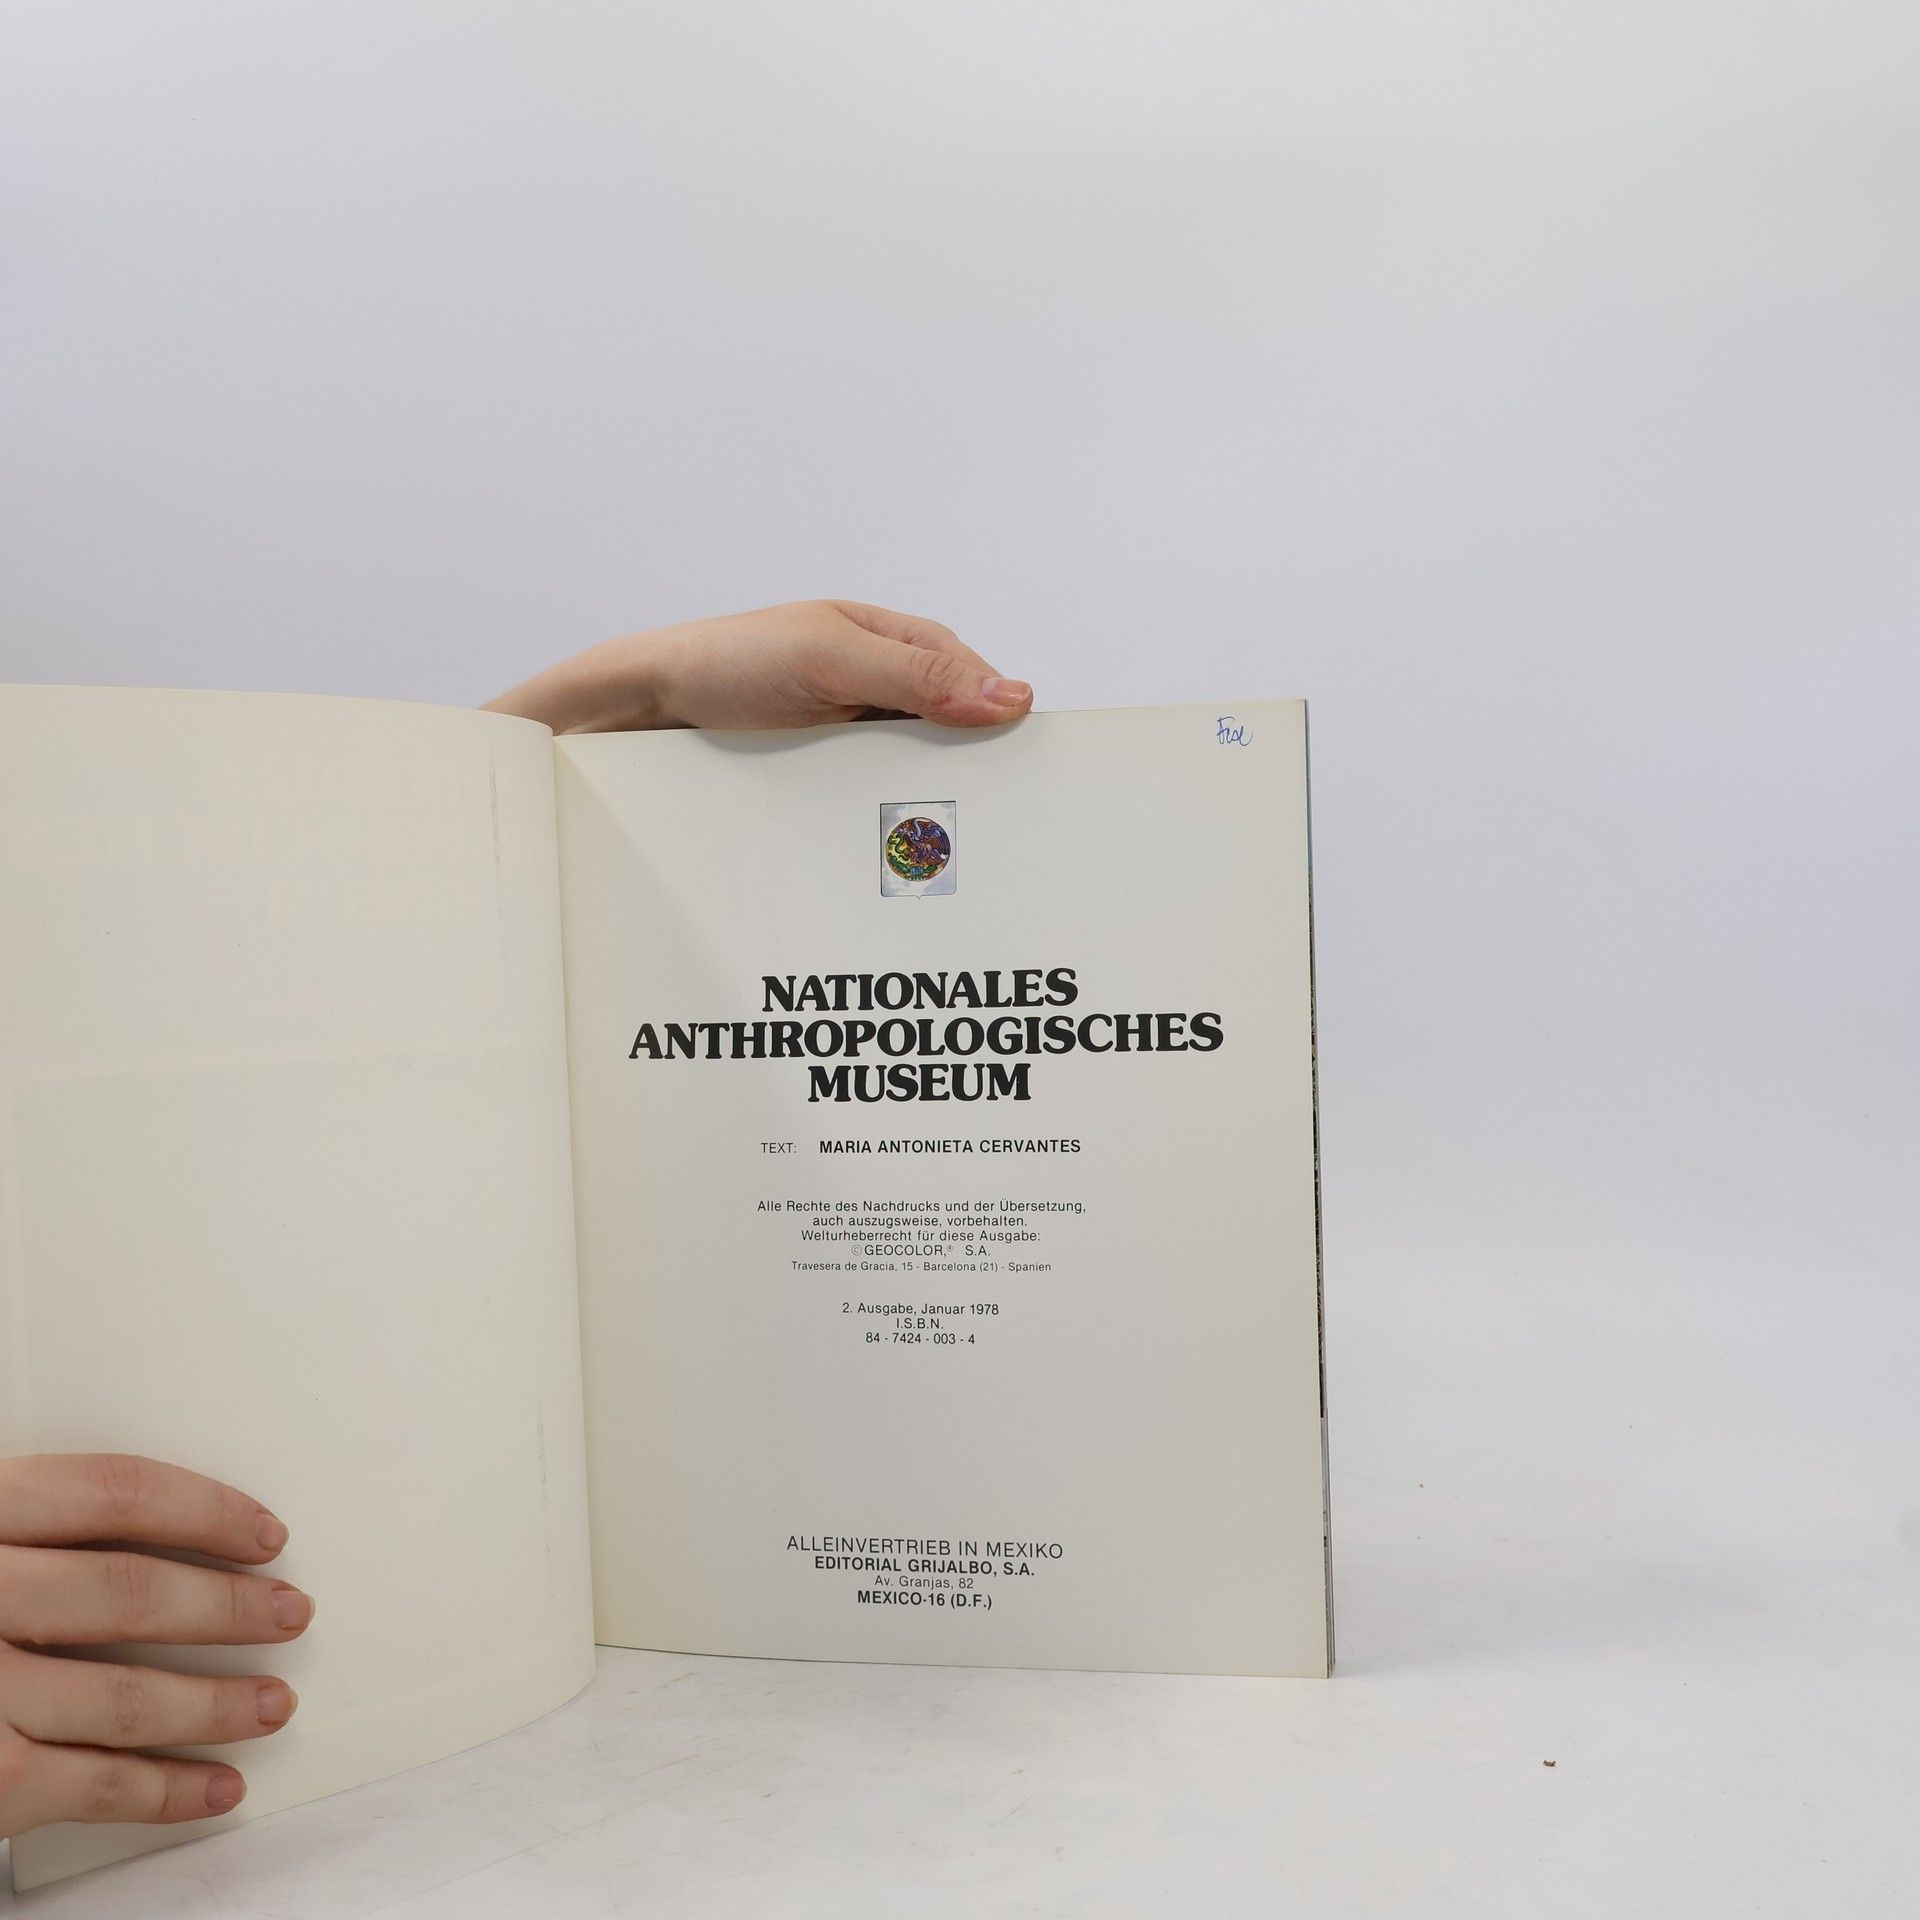 NATIONALES
ANTHROPOLOGISCHES
MUSEUM
TEXT: MARIA ANTONIETA CERVANTES
Alle Rechte des Nachdrucks und der Übersetzung,
auch auszugsweise, vorbehalten.
Welturheberrecht für diese Ausgabe:
©GEOCOLOR,® S.A.
Travesera de Gracia, 15 - Barcelona (21) - Spanien
2. Ausgabe, Januar 1978
I.S.B.N.
84 - 7424 - 003 - 4
ALLEINVERTRIEB IN MEXIKO
EDITORIAL GRIJALBO, S.A.
Av. Granjas, 82
MEXICO-16 (D.F.)